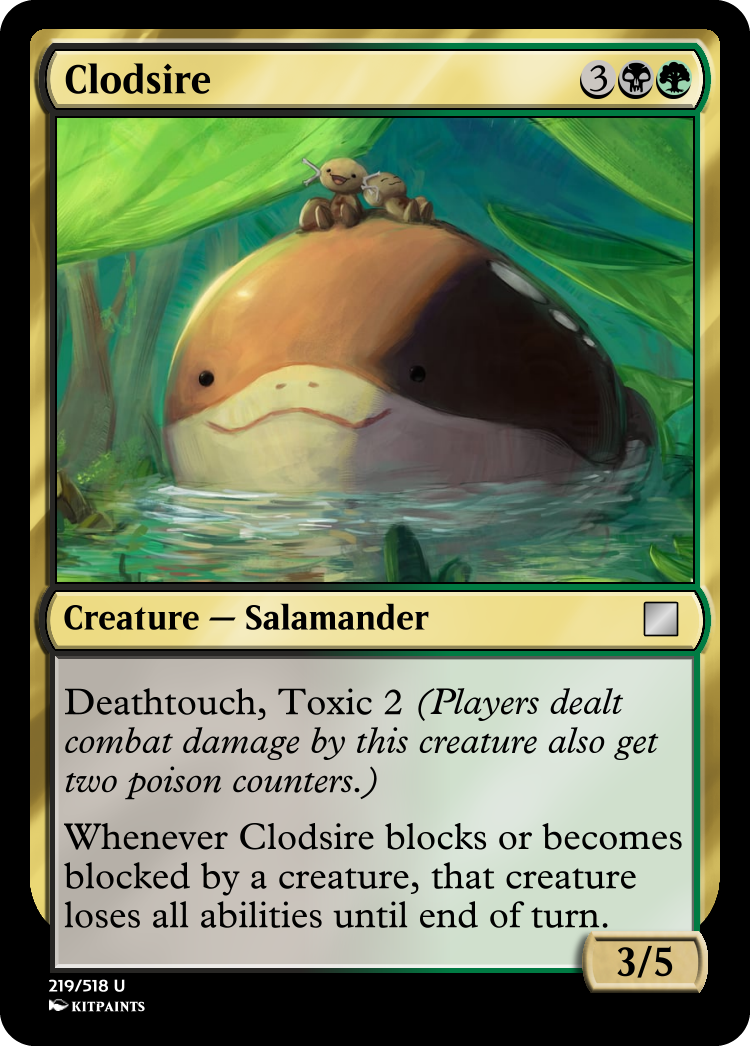 Clodsire
3
Creature — Salamander
Deathtouch, Toxic 2 (Players dealt
combat damage by this creature also get
two poison counters.)
Whenever Clodsire blocks or becomes
blocked by a creature, that creature
loses all abilities until end of turn.
3/5
219/518 U
KITPAINTS